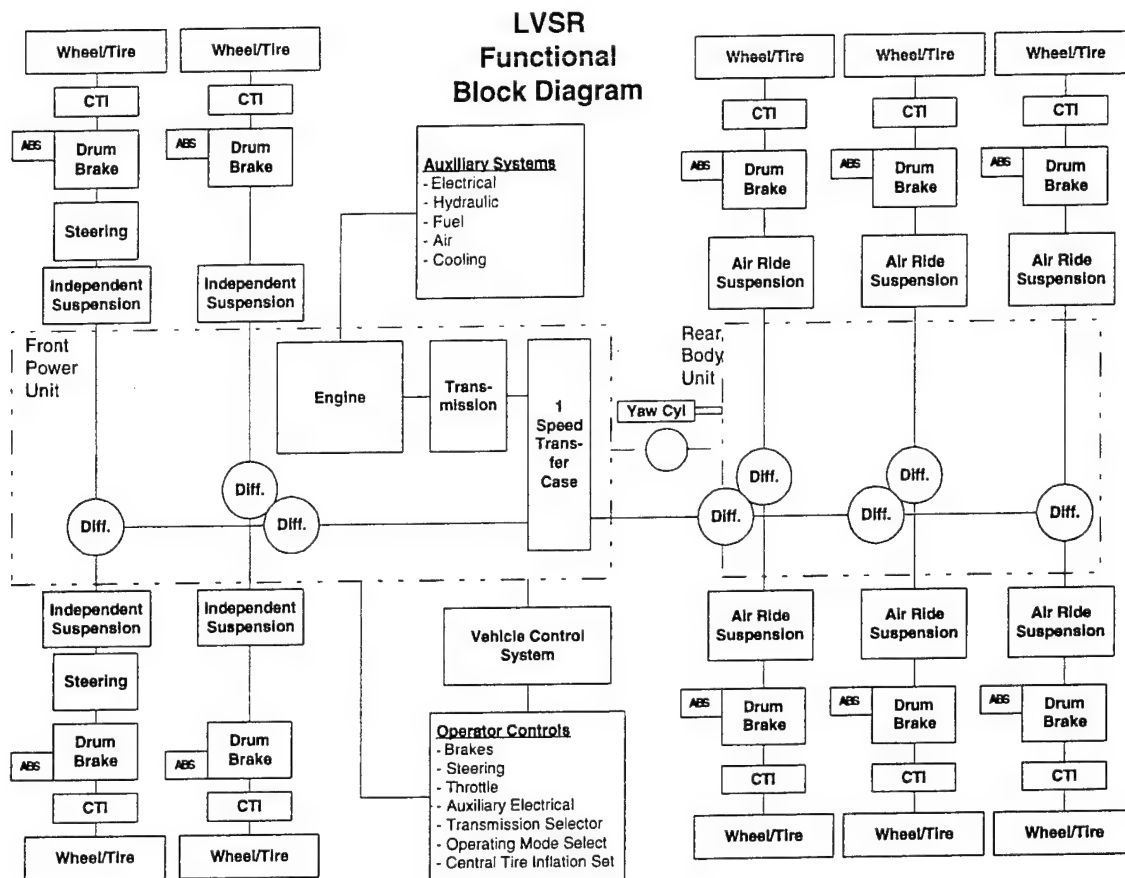 LVSR
Functional
Block Diagram
Wheel/Tire
Wheel/Tire
Wheel/Tire
Wheel/Tire
Wheel/Tire
CTI
CTI
CTI
CTI
CTI
ABS
Drum
Brake
ABS
Drum
Brake
ABS
Drum
Brake
ABS
Drum
Brake
ABS
Drum
Brake
Auxiliary Systems
- Electrical
- Hydraulic
- Fuel
- Air
- Cooling
Steering
Independent
Suspension
Independent
Suspension
Air Ride
Suspension
Air Ride
Suspension
Air Ride
Suspension
Front
Power
Unit
Engine
Trans-
mission
1
Speed
Trans-
fer
Case
Yaw Cyl
Rear
Body
Unit
Diff.
Diff.
Diff.
Diff.
Diff.
Diff.
Diff.
Diff.
Independent
Suspension
Independent
Suspension
Vehicle Control
System
Air Ride
Suspension
Air Ride
Suspension
Air Ride
Suspension
Steering
ABS
Drum
Brake
ABS
Drum
Brake
Operator Controls
- Brakes
- Steering
- Throttle
- Auxiliary Electrical
- Transmission Selector
- Operating Mode Select
- Central Tire Inflation Set
ABS
Drum
Brake
ABS
Drum
Brake
ABS
Drum
Brake
CTI
CTI
CTI
CTI
CTI
Wheel/Tire
Wheel/Tire
Wheel/Tire
Wheel/Tire
Wheel/Tire